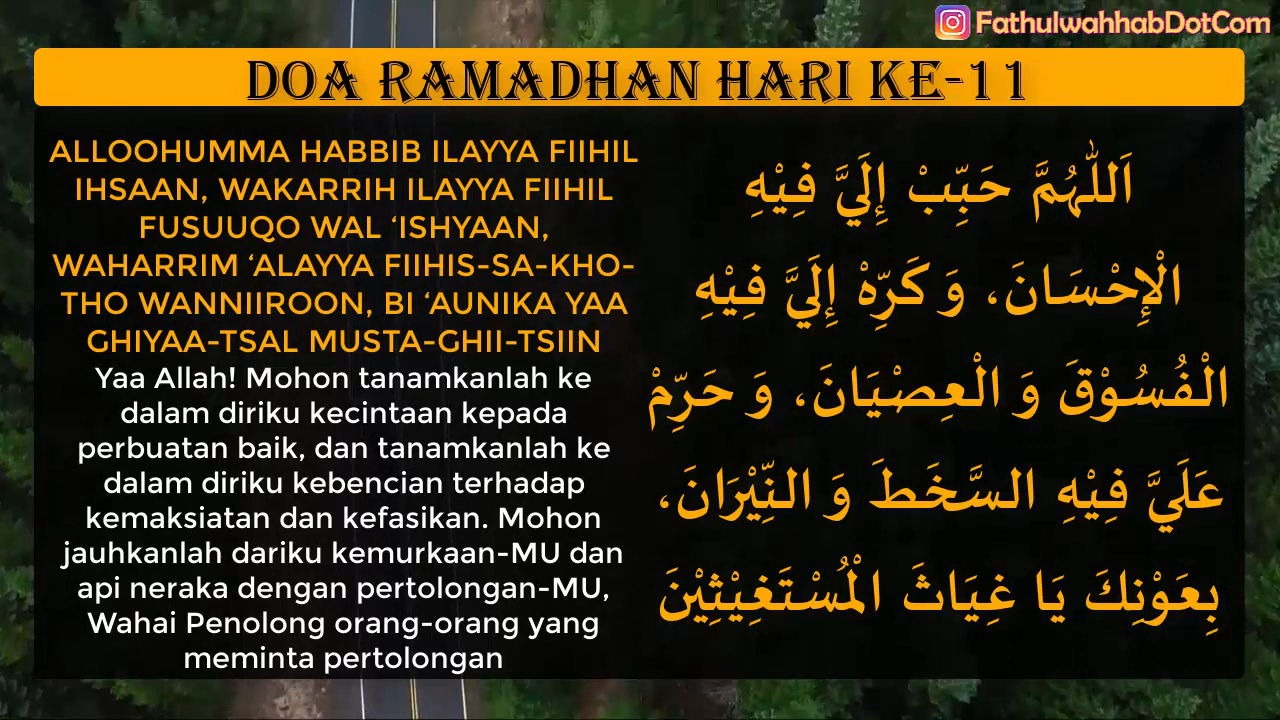 FathulwahhabDotCom
DOA RAMADHAN HARI KE-11
ALLOOHUMMA HABBIB ILAYYA FIIHIL
IHSAAN, WAKARRIH ILAYYA FIIHIL
FUSUUQO WAL ‘ISHYAAN,
WAHARRIM ‘ALAYYA FIIHIS-SA-KHO-
THO WANNIIROON, BI ‘AUNIKA YAA
GHIYAA-TSAL MUSTA-GHII-TSIIN
Yaa Allah! Mohon tanamkanlah ke
dalam diriku kecintaan kepada
perbuatan baik, dan tanamkanlah ke
dalam diriku kebencian terhadap
kemaksiatan dan kefasikan. Mohon
jauhkanlah dariku kemurkaan-MU dan
api neraka dengan pertolongan-MU,
Wahai Penolong orang-orang yang
meminta pertolongan
اَللّٰهُمَّ حَبِّبْ إِلَيَّ فِيْهِ
الْإِحْسَانَ، وَ كَرِّهْ إِلَيَّ فِيْهِ
الْفُسُوْقَ وَ الْعِصْيَانَ، وَ حَرِّمْ
عَلَيَّ فِيْهِ السَّخَطَ وَ النِّيْرَانَ،
بِعَوْنِكَ يَا غِيَاثَ الْمُسْتَغِيْثِيْنَ